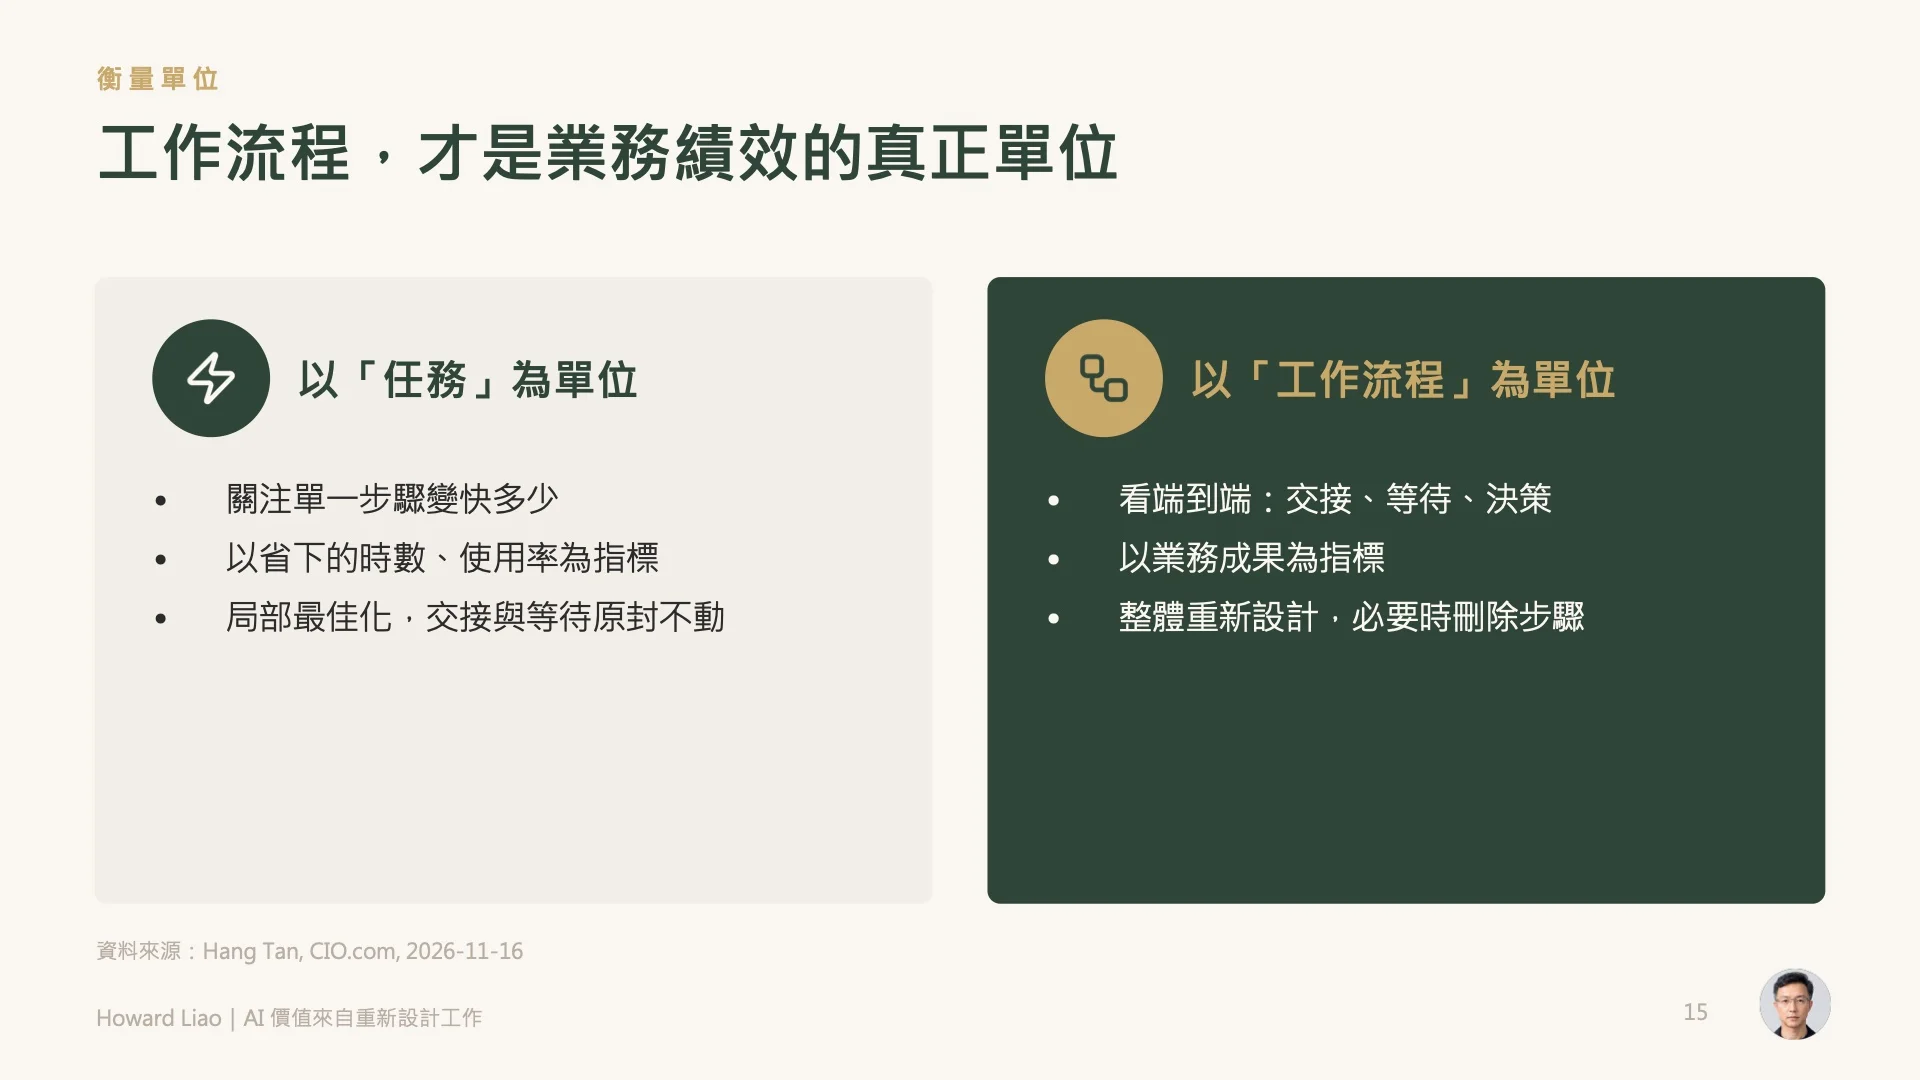 衡量單位
工作流程，才是業務績效的真正單位
以「任務」為單位
• 關注單一步驟變快多少
• 以省下的時數、使用率為指標
• 局部最佳化，交接與等待原封不動
以「工作流程」為單位
• 看端到端：交接、等待、決策
• 以業務成果為指標
• 整體重新設計，必要時刪除步驟
資料來源：Hang Tan, CIO.com, 2026-11-16
Howard Liao｜AI 價值來自重新設計工作
15